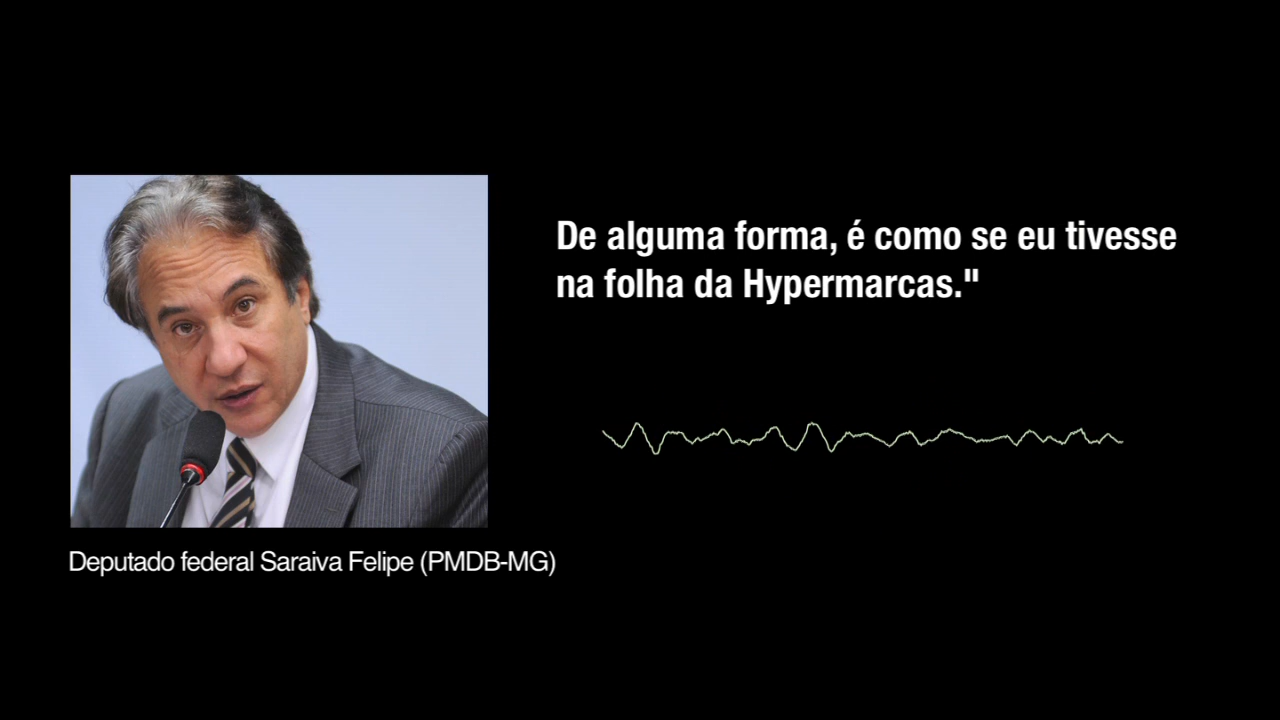 De alguma forma, é como se eu tivesse
na folha da Hypermarcas."
Deputado federal Saraiva Felipe (PMDB-MG)